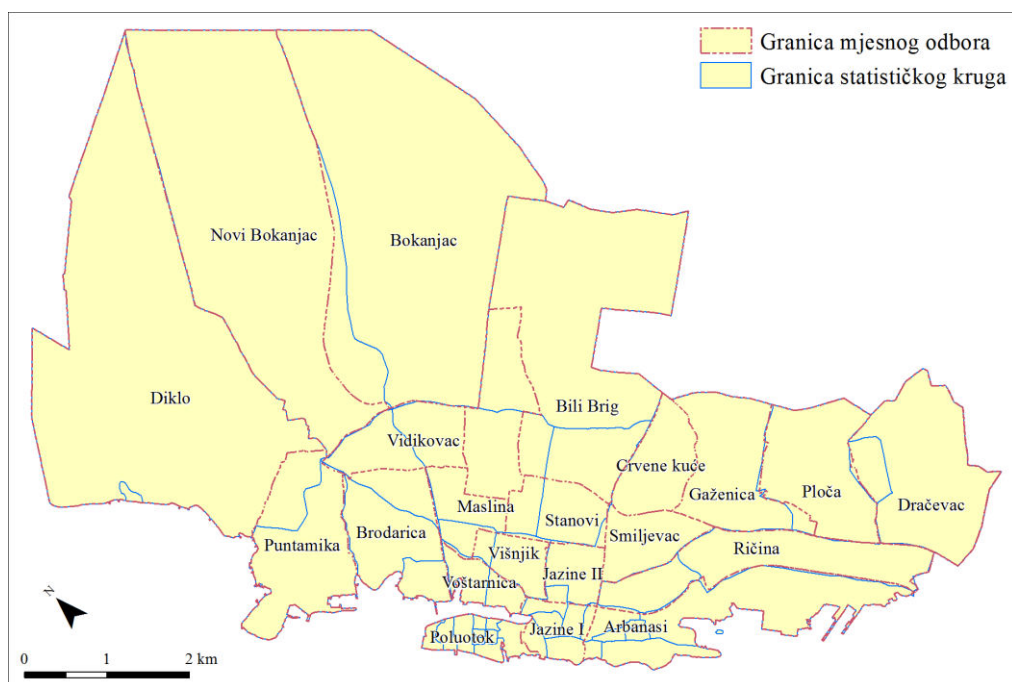 Granica mjesnog odbora
Granica statističkog kruga
Novi Bokanjac
Bokanjac
Diklo
Bili Brig
Vidikovac
Crvene kuće
Gaženica
Ploča
Dračevac
Maslina
Stanovi
Smiljevac
Ričina
Puntamika
Brodarica
Višnjik
Voštarnica
Jazine II
Poluotok
Jazine I
Arbanasi
N
0 1 2 km